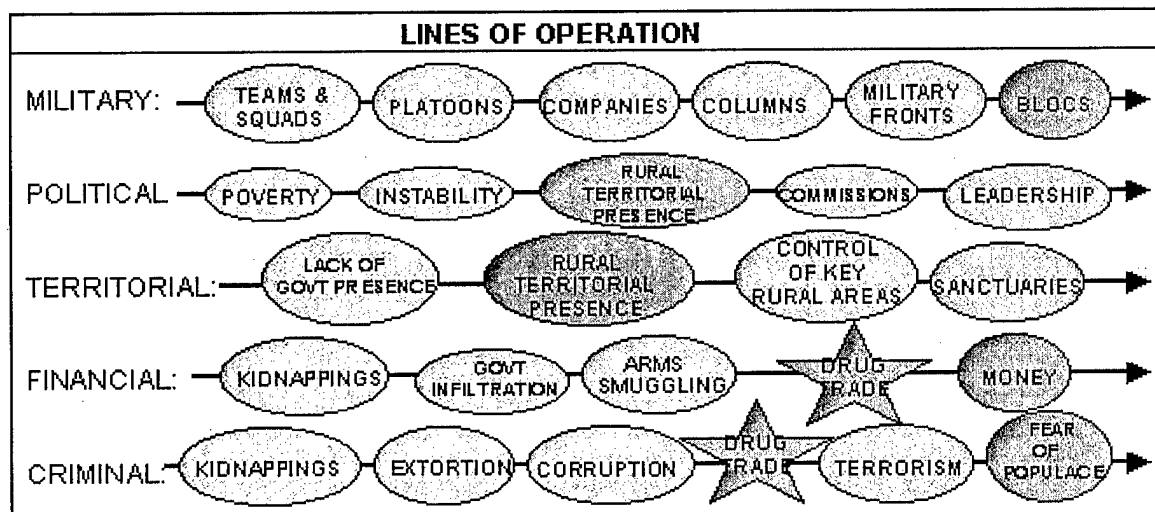 LINES OF OPERATION
MILITARY:
TEAMS &
SQUADS
PLATOONS
COMPANIES
COLUMNS
MILITARY
FRONTS
BLOCS
POLITICAL
POVERTY
INSTABILITY
RURAL
TERRITORIAL
PRESENCE
COMMISSIONS
LEADERSHIP
TERRITORIAL:
LACK OF
GOVT PRESENCE
RURAL
TERRITORIAL
PRESENCE
CONTROL
OF KEY
RURAL AREAS
SANCTUARIES
FINANCIAL:
KIDNAPPINGS
GOVT
INFILTRATION
ARMS
SMUGGLING
DRUG
TRADE
MONEY
CRIMINAL:
KIDNAPPINGS
EXTORTION
CORRUPTION
DRUG
TRADE
TERRORISM
FEAR
OF
POPULACE